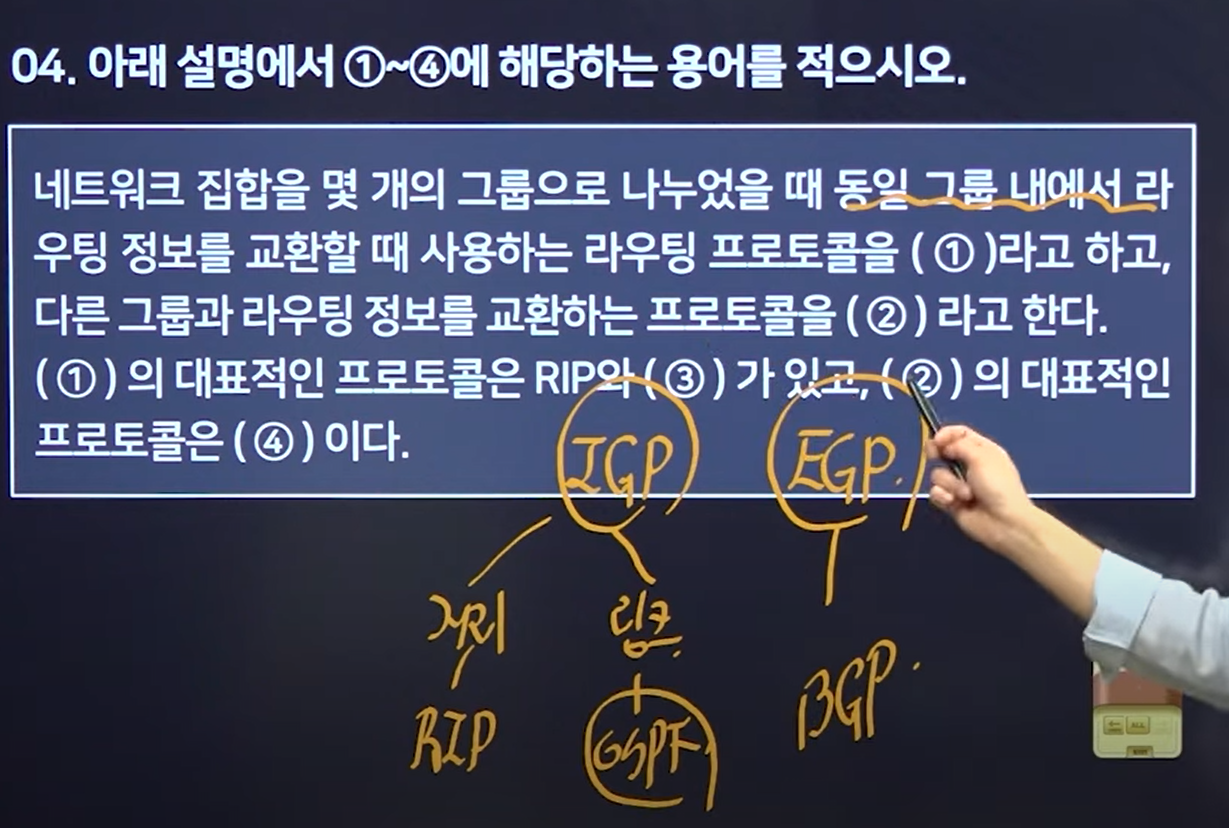 04. 아래 설명에서 ①~④에 해당하는 용어를 적으시오.
네트워크 집합을 몇 개의 그룹으로 나누었을 때 동일 그룹 내에서 라
우팅 정보를 교환할 때 사용하는 라우팅 프로토콜을 ( ① )라고 하고,
다른 그룹과 라우팅 정보를 교환하는 프로토콜을 ( ② ) 라고 한다.
( ① ) 의 대표적인 프로토콜은 RIP와 ( ③ ) 가 있고, ( ② ) 의 대표적인
프로토콜은 ( ④ ) 이다.
IGP EGP.
거리 링크
RIP OSPF BGP.